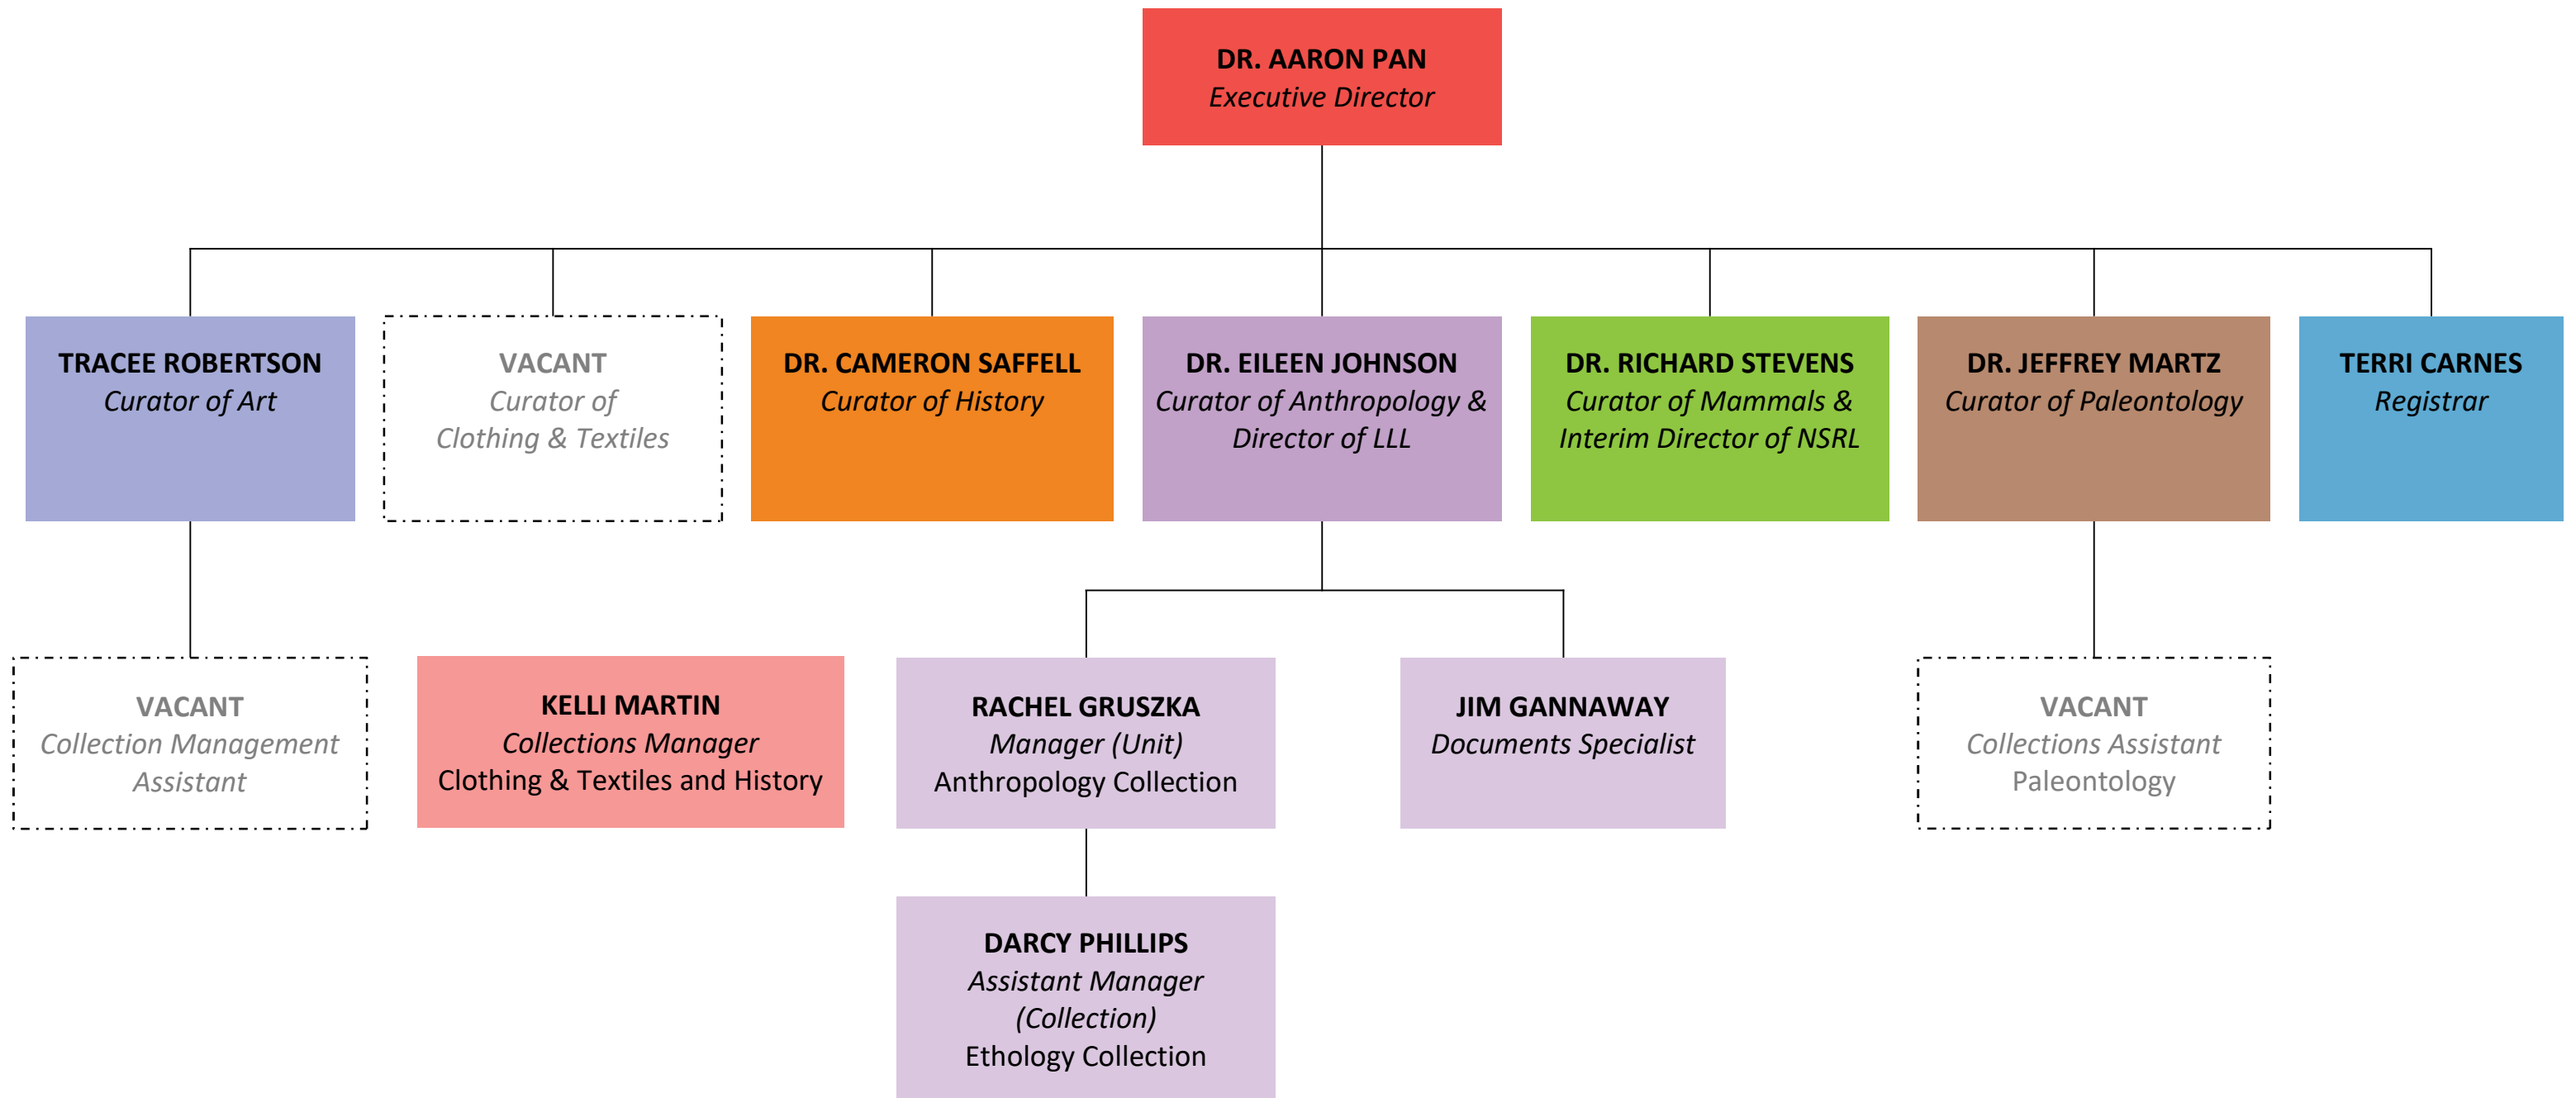 DR. AARON PAN
Executive Director
TRACEE ROBERTSON
Curator of Art
VACANT
Curator of
Clothing & Textiles
DR. CAMERON SAFFELL
Curator of History
DR. EILEEN JOHNSON
Curator of Anthropology &
Director of LLL
DR. RICHARD STEVENS
Curator of Mammals &
Interim Director of NSRL
DR. JEFFREY MARTZ
Curator of Paleontology
TERRI CARNES
Registrar
VACANT
Collection Management
Assistant
KELLI MARTIN
Collections Manager
Clothing & Textiles and History
RACHEL GRUSZKA
Manager (Unit)
Anthropology Collection
JIM GANNAWAY
Documents Specialist
VACANT
Collections Assistant
Paleontology
DARCY PHILLIPS
Assistant Manager
(Collection)
Ethology Collection